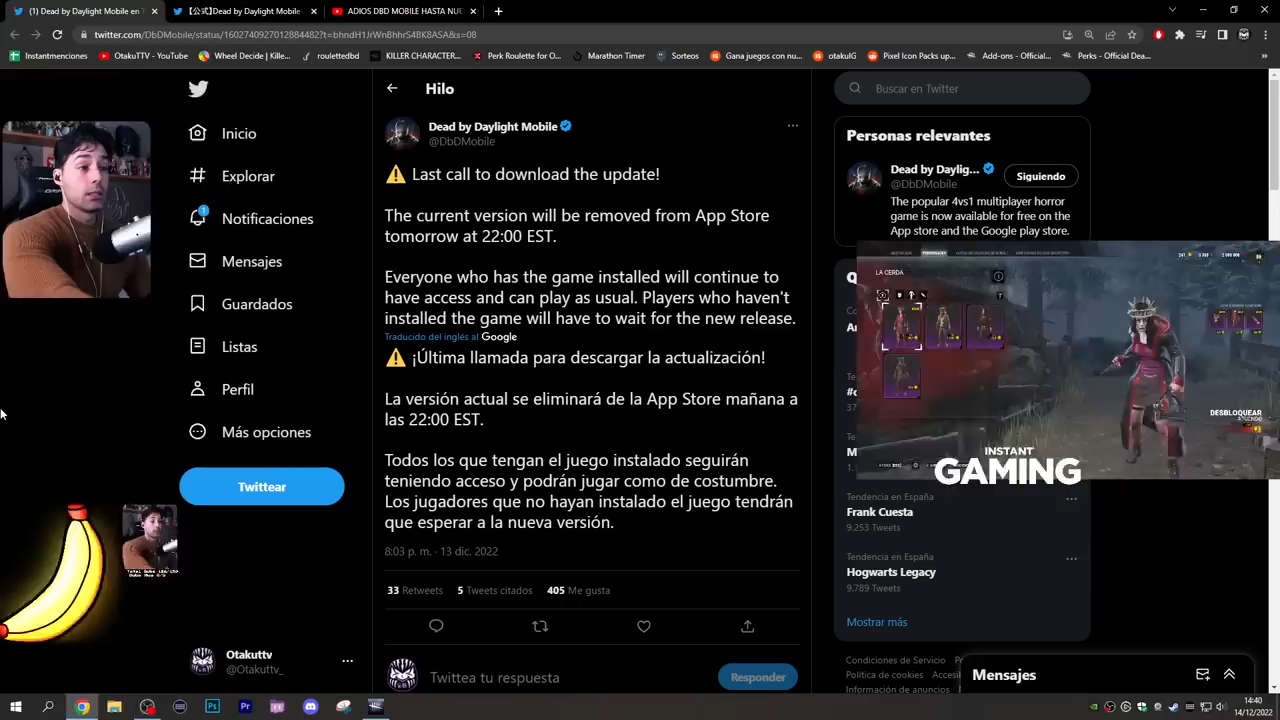 (1) Dead by Daylight Mobile en T
【公式】Dead by Daylight Mobile
ADIOS DBD MOBILE HASTA NUE
twitter.com/DbDMobile/status/1602740927012884482?t=bhndH1JrWnBhhrS4BK8ASA&s=08
Instantmenciones
OtakuTTV - YouTube
Wheel Decide | Kille...
roulettedbd
KILLER CHARACTER...
Perk Roulette for O...
Marathon Timer
Sorteos
Gana juegos con nu...
otakuIG
Pixel Icon Packs up...
Add-ons - Official...
Perks - Official Dea...
Inicio
Explorar
1
Notificaciones
Mensajes
Guardados
Listas
Perfil
Más opciones
Twittear
Otakuttv
@Otakuttv_
Hilo
Dead by Daylight Mobile
@DbDMobile
⚠ Last call to download the update!
The current version will be removed from App Store
tomorrow at 22:00 EST.
Everyone who has the game installed will continue to
have access and can play as usual. Players who haven't
installed the game will have to wait for the new release.
Traducido del inglés al Google
⚠ ¡Última llamada para descargar la actualización!
La versión actual se eliminará de la App Store mañana a
las 22:00 EST.
Todos los que tengan el juego instalado seguirán
teniendo acceso y podrán jugar como de costumbre.
Los jugadores que no hayan instalado el juego tendrán
que esperar a la nueva versión.
8:03 p. m. · 13 dic. 2022
33 Retweets 5 Tweets citados 405 Me gusta
Twittea tu respuesta
Responder
Buscar en Twitter
Personas relevantes
Dead by Daylig...
@DbDMobile
Siguiendo
The popular 4vs1 multiplayer horror
game is now available for free on the
App store and the Google play store.
LA CERDA
DESBLOQUEAR
INSTANT
GAMING
Tendencia en España
Frank Cuesta
9.253 Tweets
Tendencia en España
Hogwarts Legacy
9.789 Tweets
Mostrar más
Condiciones de Servicio
Política de cookies
Información de anuncios
Mensajes
14:40
14/12/2022